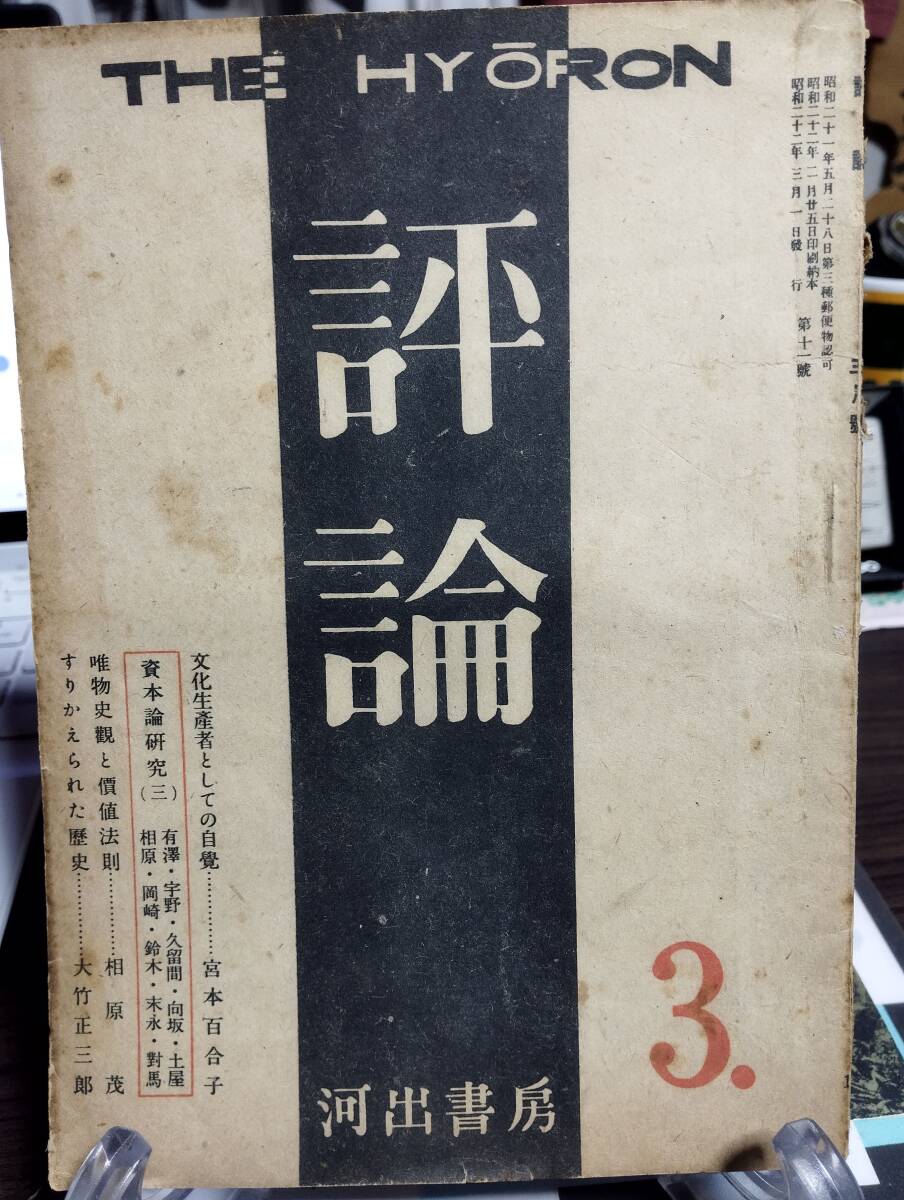 THE HYŌRON
昭和二十一年五月二十八日第三種郵便物認可
昭和二十二年二月廿五日印刷納本
昭和二十二年三月一日發行
第十一號
評論
文化生產者としての自覺…………宮本百合子
資本論硏究(三)
有澤・宇野・久留間・向坂・土屋
相原・岡崎・鈴木・末永・對馬
唯物史觀と價値法則…………相原茂
すりかえられた歷史…………大竹正三郎
3.
河出書房